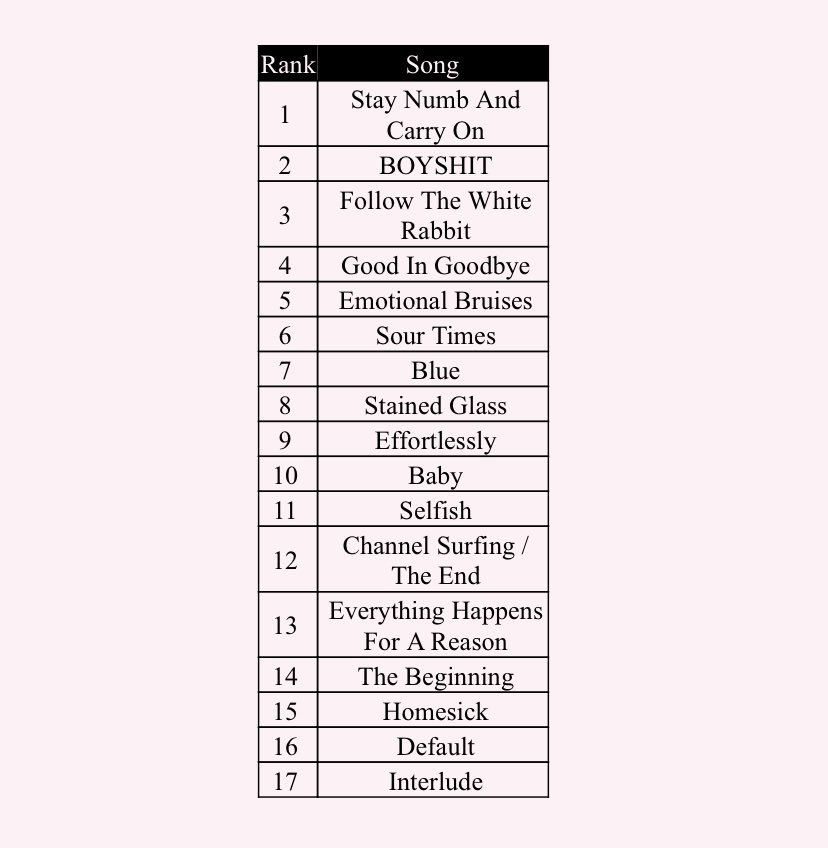 Rank Song
1 Stay Numb And
Carry On
2 BOYSHIT
3 Follow The White
Rabbit
4 Good In Goodbye
5 Emotional Bruises
6 Sour Times
7 Blue
8 Stained Glass
9 Effortlessly
10 Baby
11 Selfish
12 Channel Surfing /
The End
13 Everything Happens
For A Reason
14 The Beginning
15 Homesick
16 Default
17 Interlude